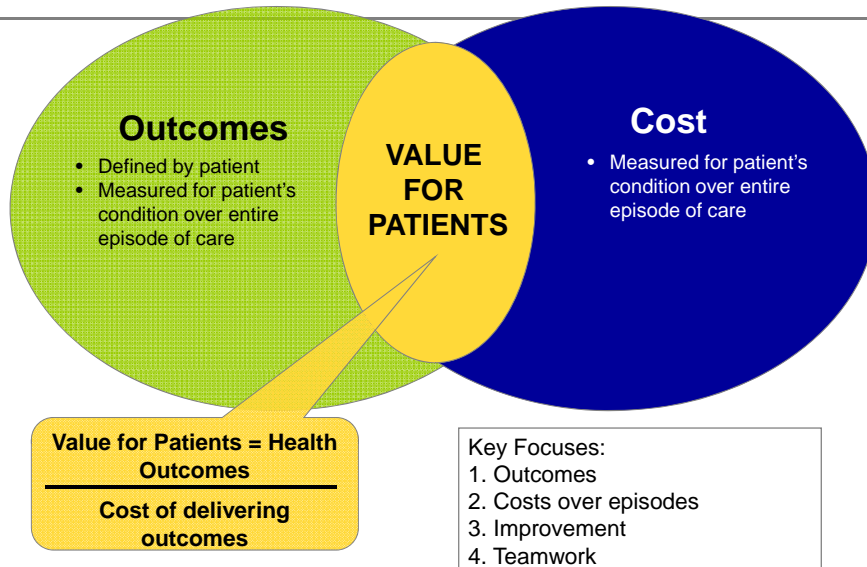 Outcomes
• Defined by patient
• Measured for patient's
condition over entire
episode of care
VALUE
FOR
PATIENTS
Cost
• Measured for patient's
condition over entire
episode of care
Value for Patients = Health
Outcomes
Cost of delivering
outcomes
Key Focuses:
1. Outcomes
2. Costs over episodes
3. Improvement
4. Teamwork